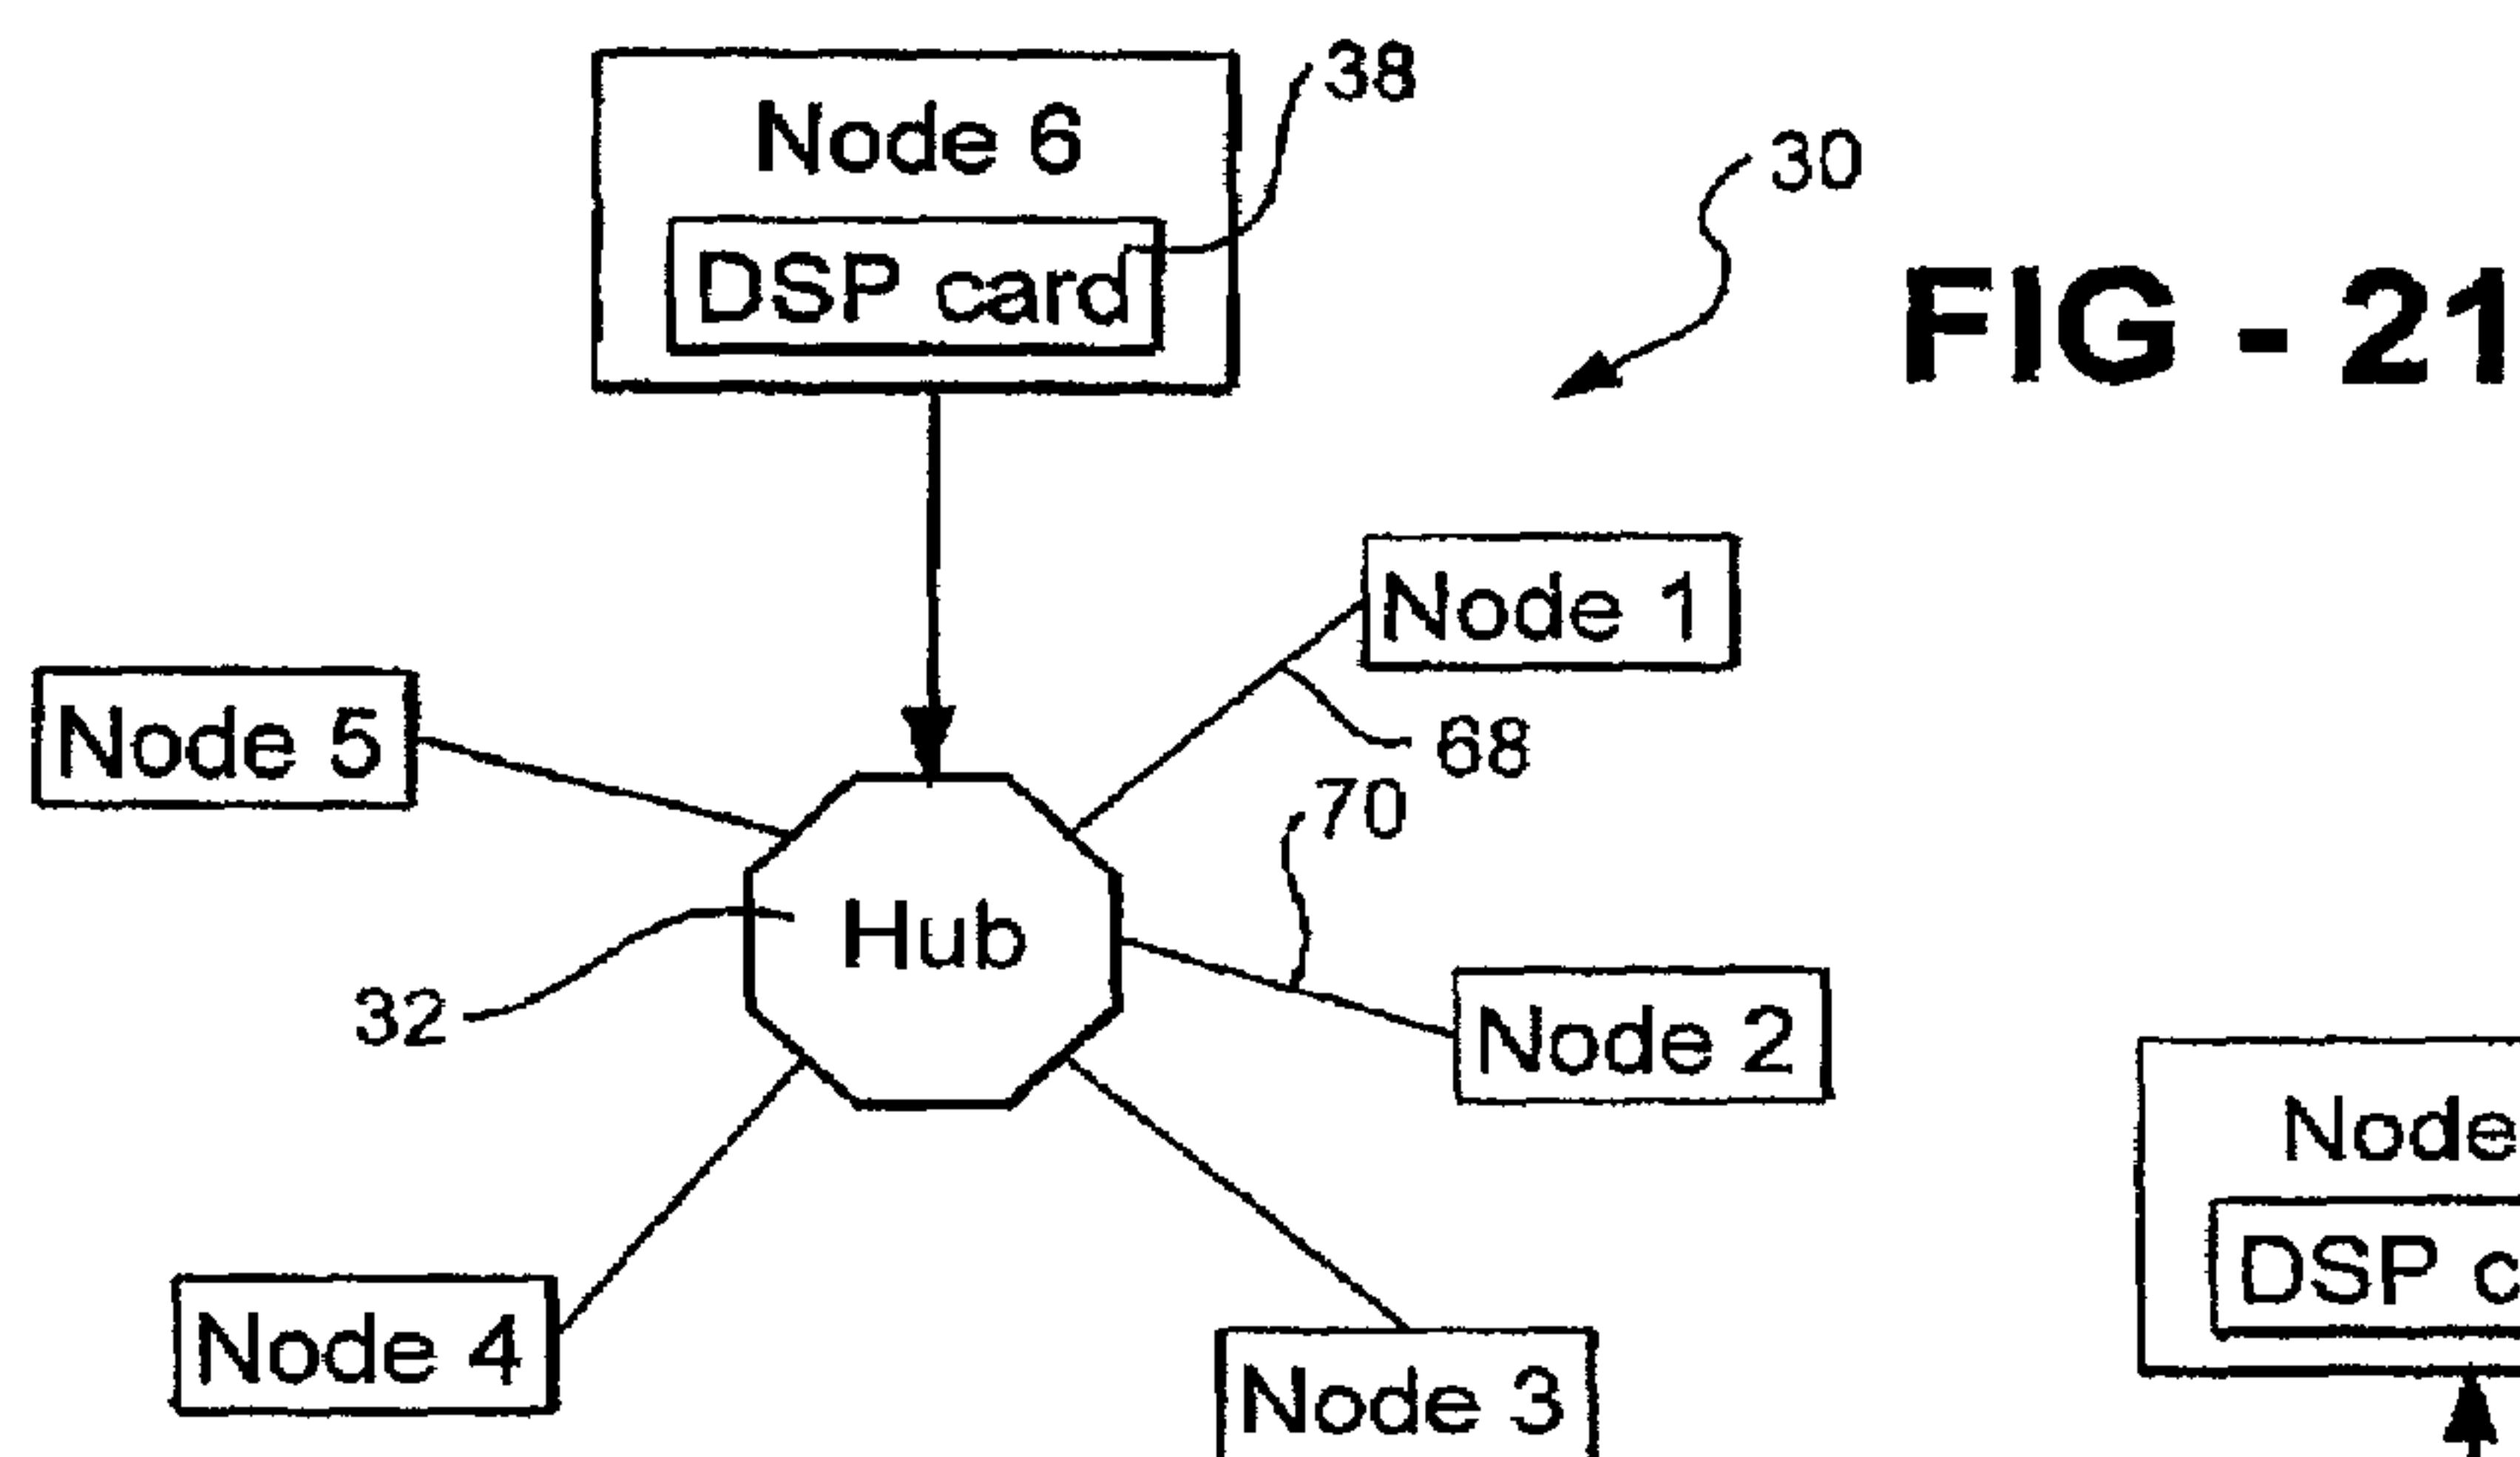 38
Node 6
30
DSP card
FIG - 21
Node 1
Node 5
68
70
Hub
32
Node 2
Node
DSP
Node 4
Node 3